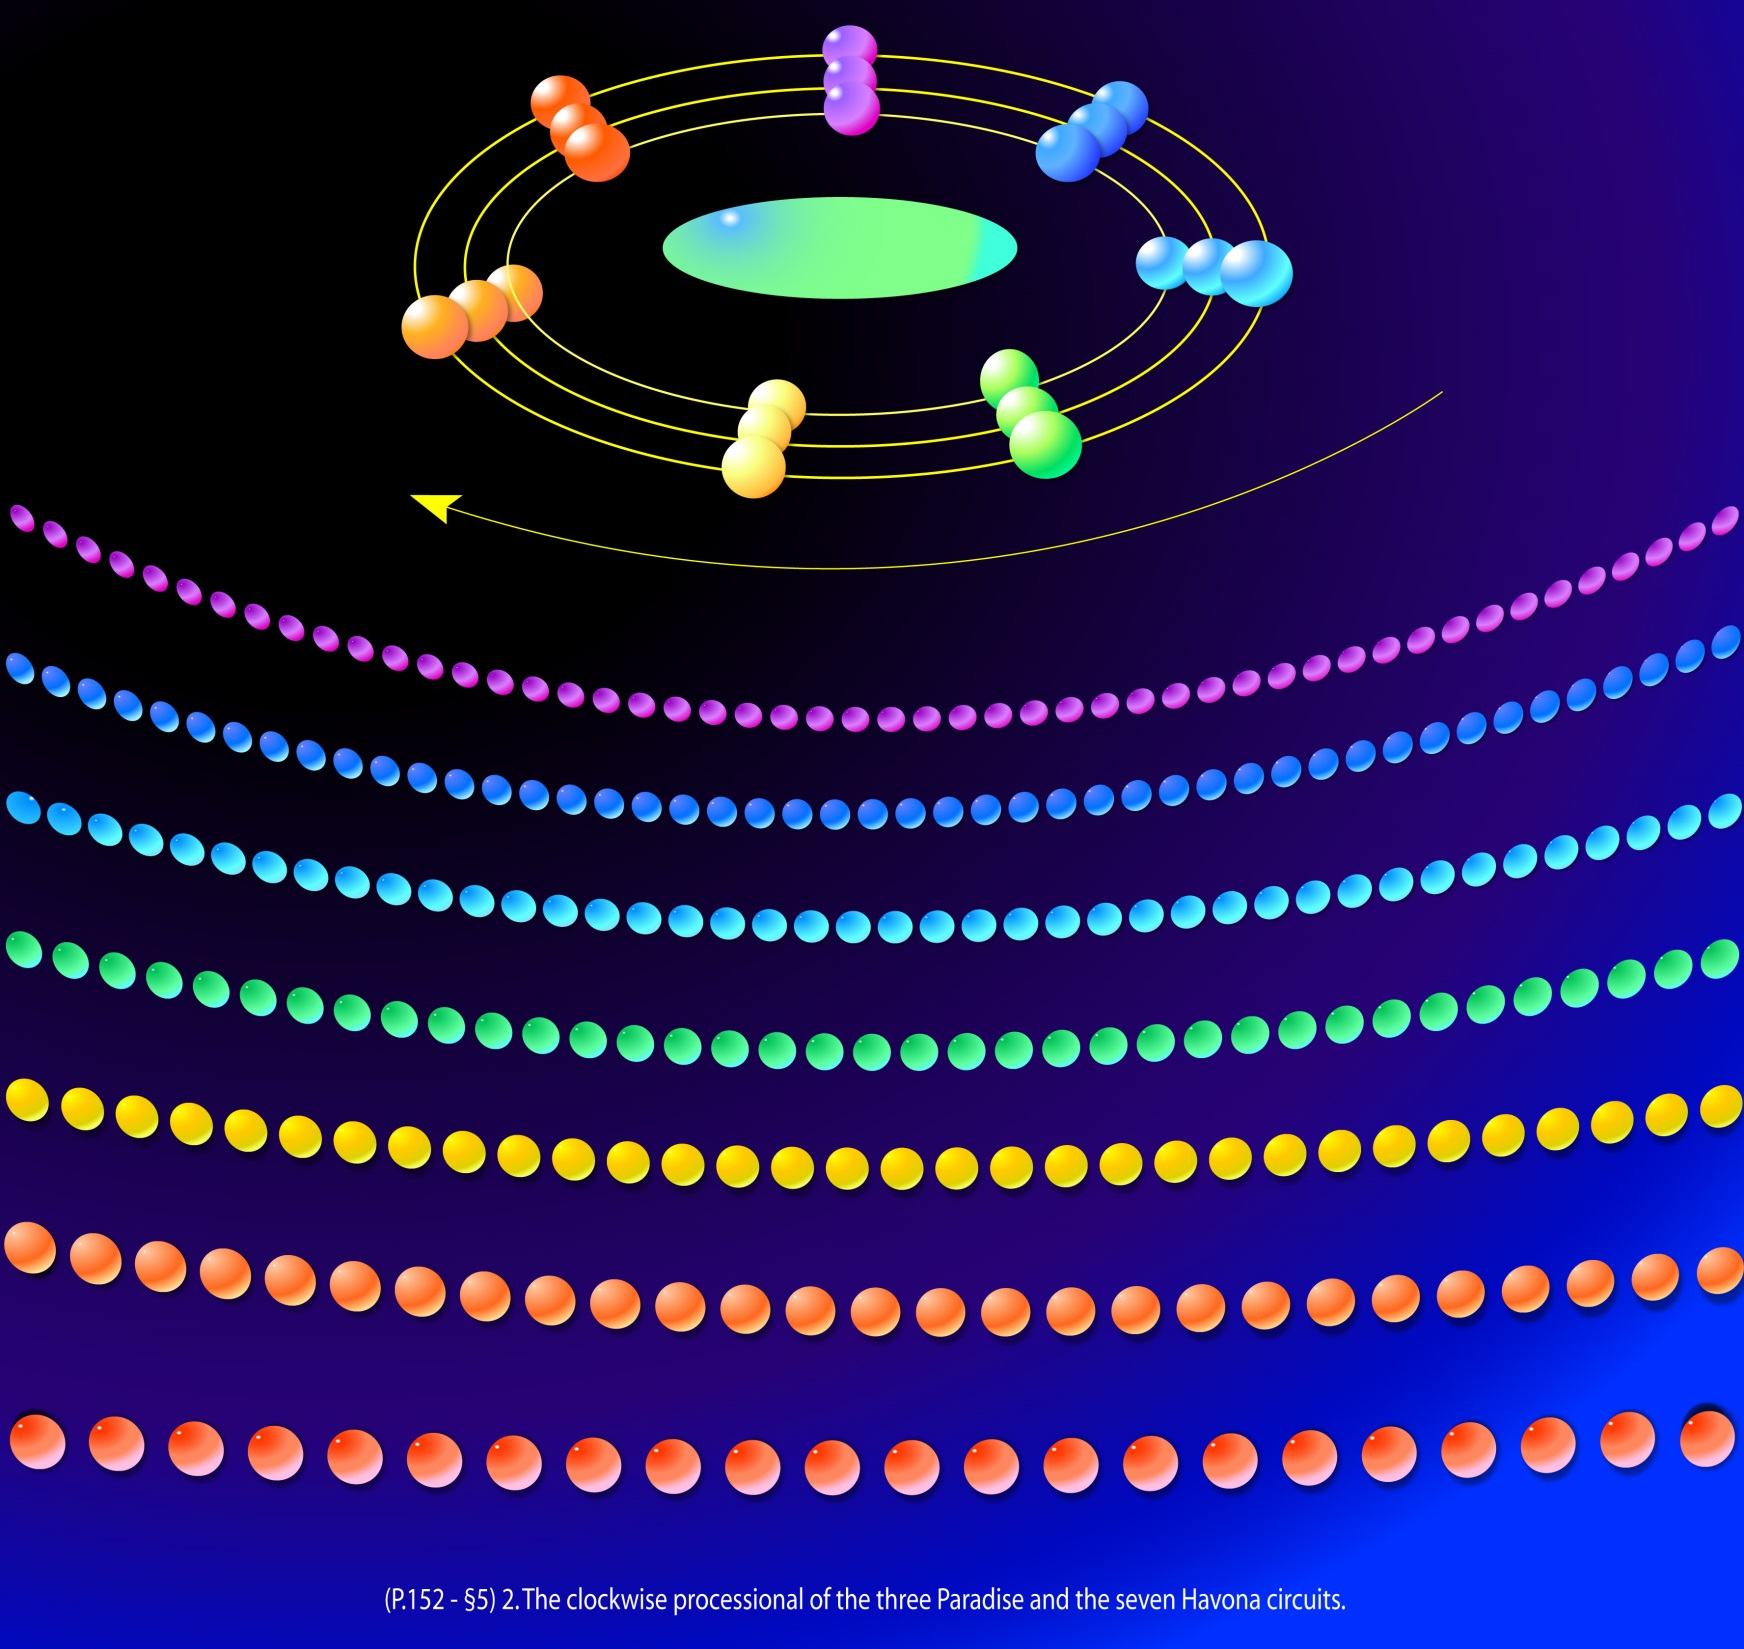 (P.152 - §5) 2. The clockwise processional of the three Paradise and the seven Havona circuits.